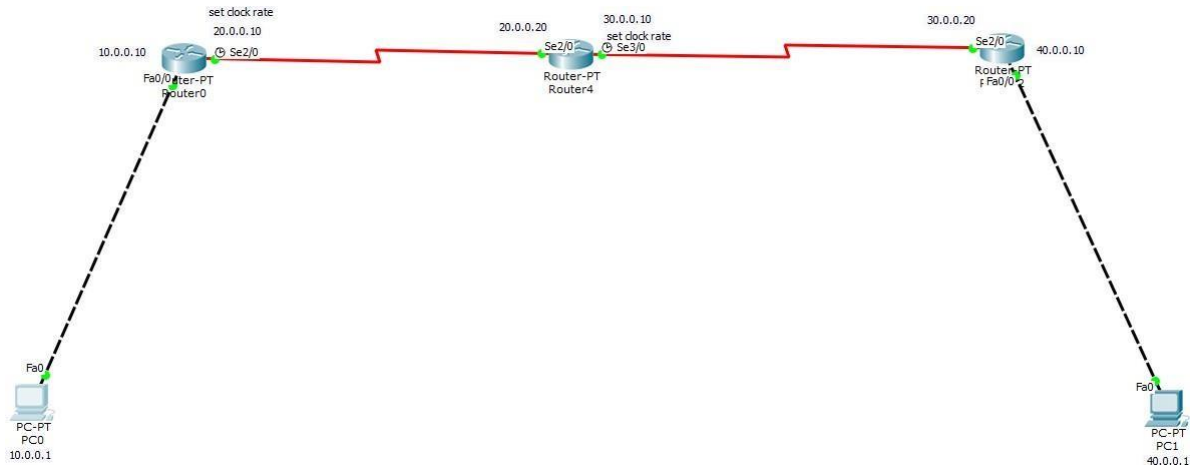 set clock rate
20.0.0.10
10.0.0.10
Se2/0
Fa0/0
Router0
20.0.0.20
30.0.0.10
set clock rate
Se2/0
Se3/0
Router-PT
Router4
30.0.0.20
Se2/0
40.0.0.10
Router-PT
Fa0/0
Fa0
PC-PT
PC0
10.0.0.1
Fa0
PC-PT
PC1
40.0.0.1